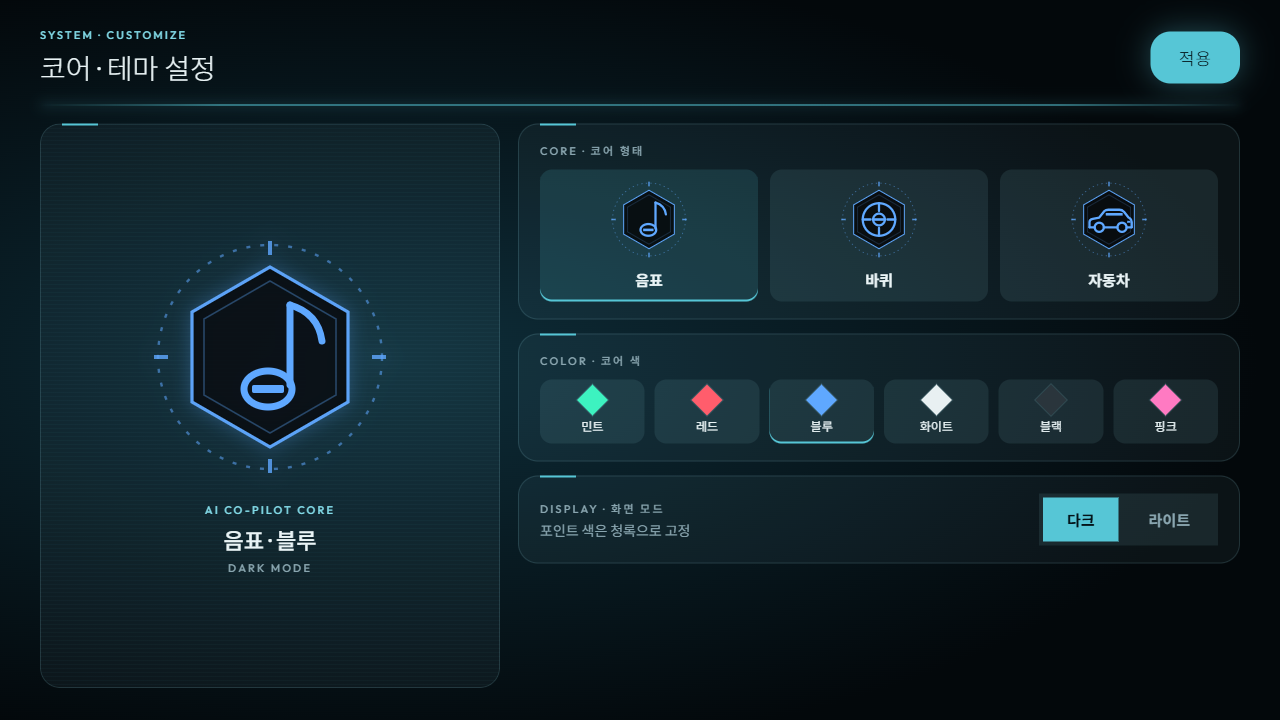 SYSTEM · CUSTOMIZE
코어 · 테마 설정
적용
AI CO-PILOT CORE
음표 · 블루
DARK MODE
CORE · 코어 형태
음표
바퀴
자동차
COLOR · 코어 색
민트
레드
블루
화이트
블랙
핑크
DISPLAY · 화면 모드
포인트 색은 청록으로 고정
다크
라이트